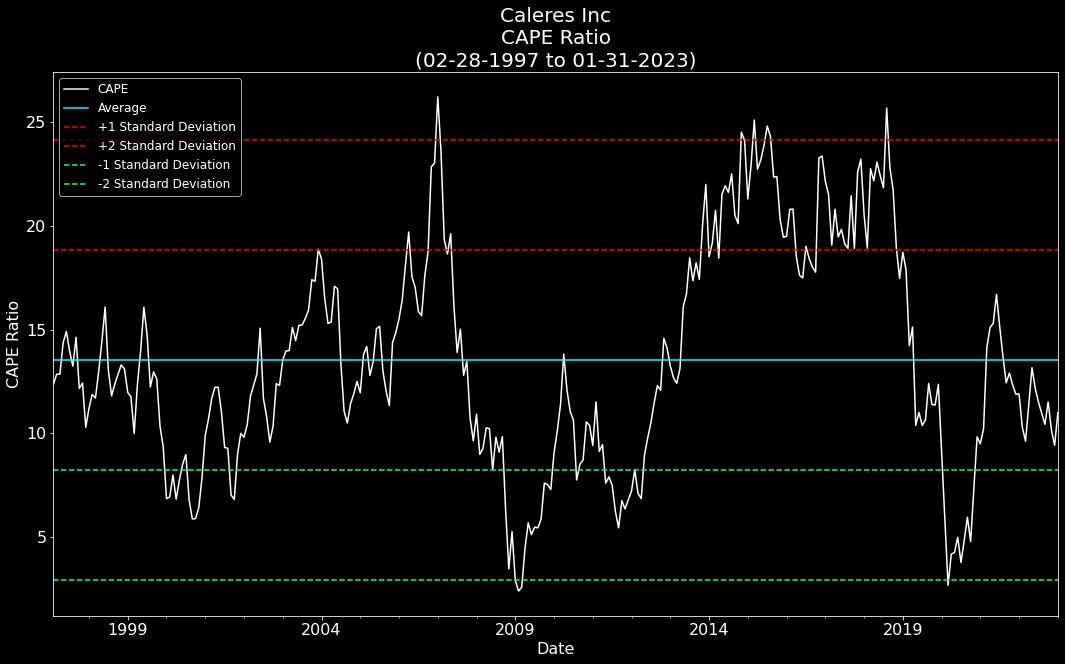 Caleres Inc
CAPE Ratio
(02-28-1997 to 01-31-2023)
CAPE
Average
+1 Standard Deviation
+2 Standard Deviation
-1 Standard Deviation
-2 Standard Deviation
25
20
15
10
5
CAPE Ratio
1999 2004 2009 2014 2019
Date